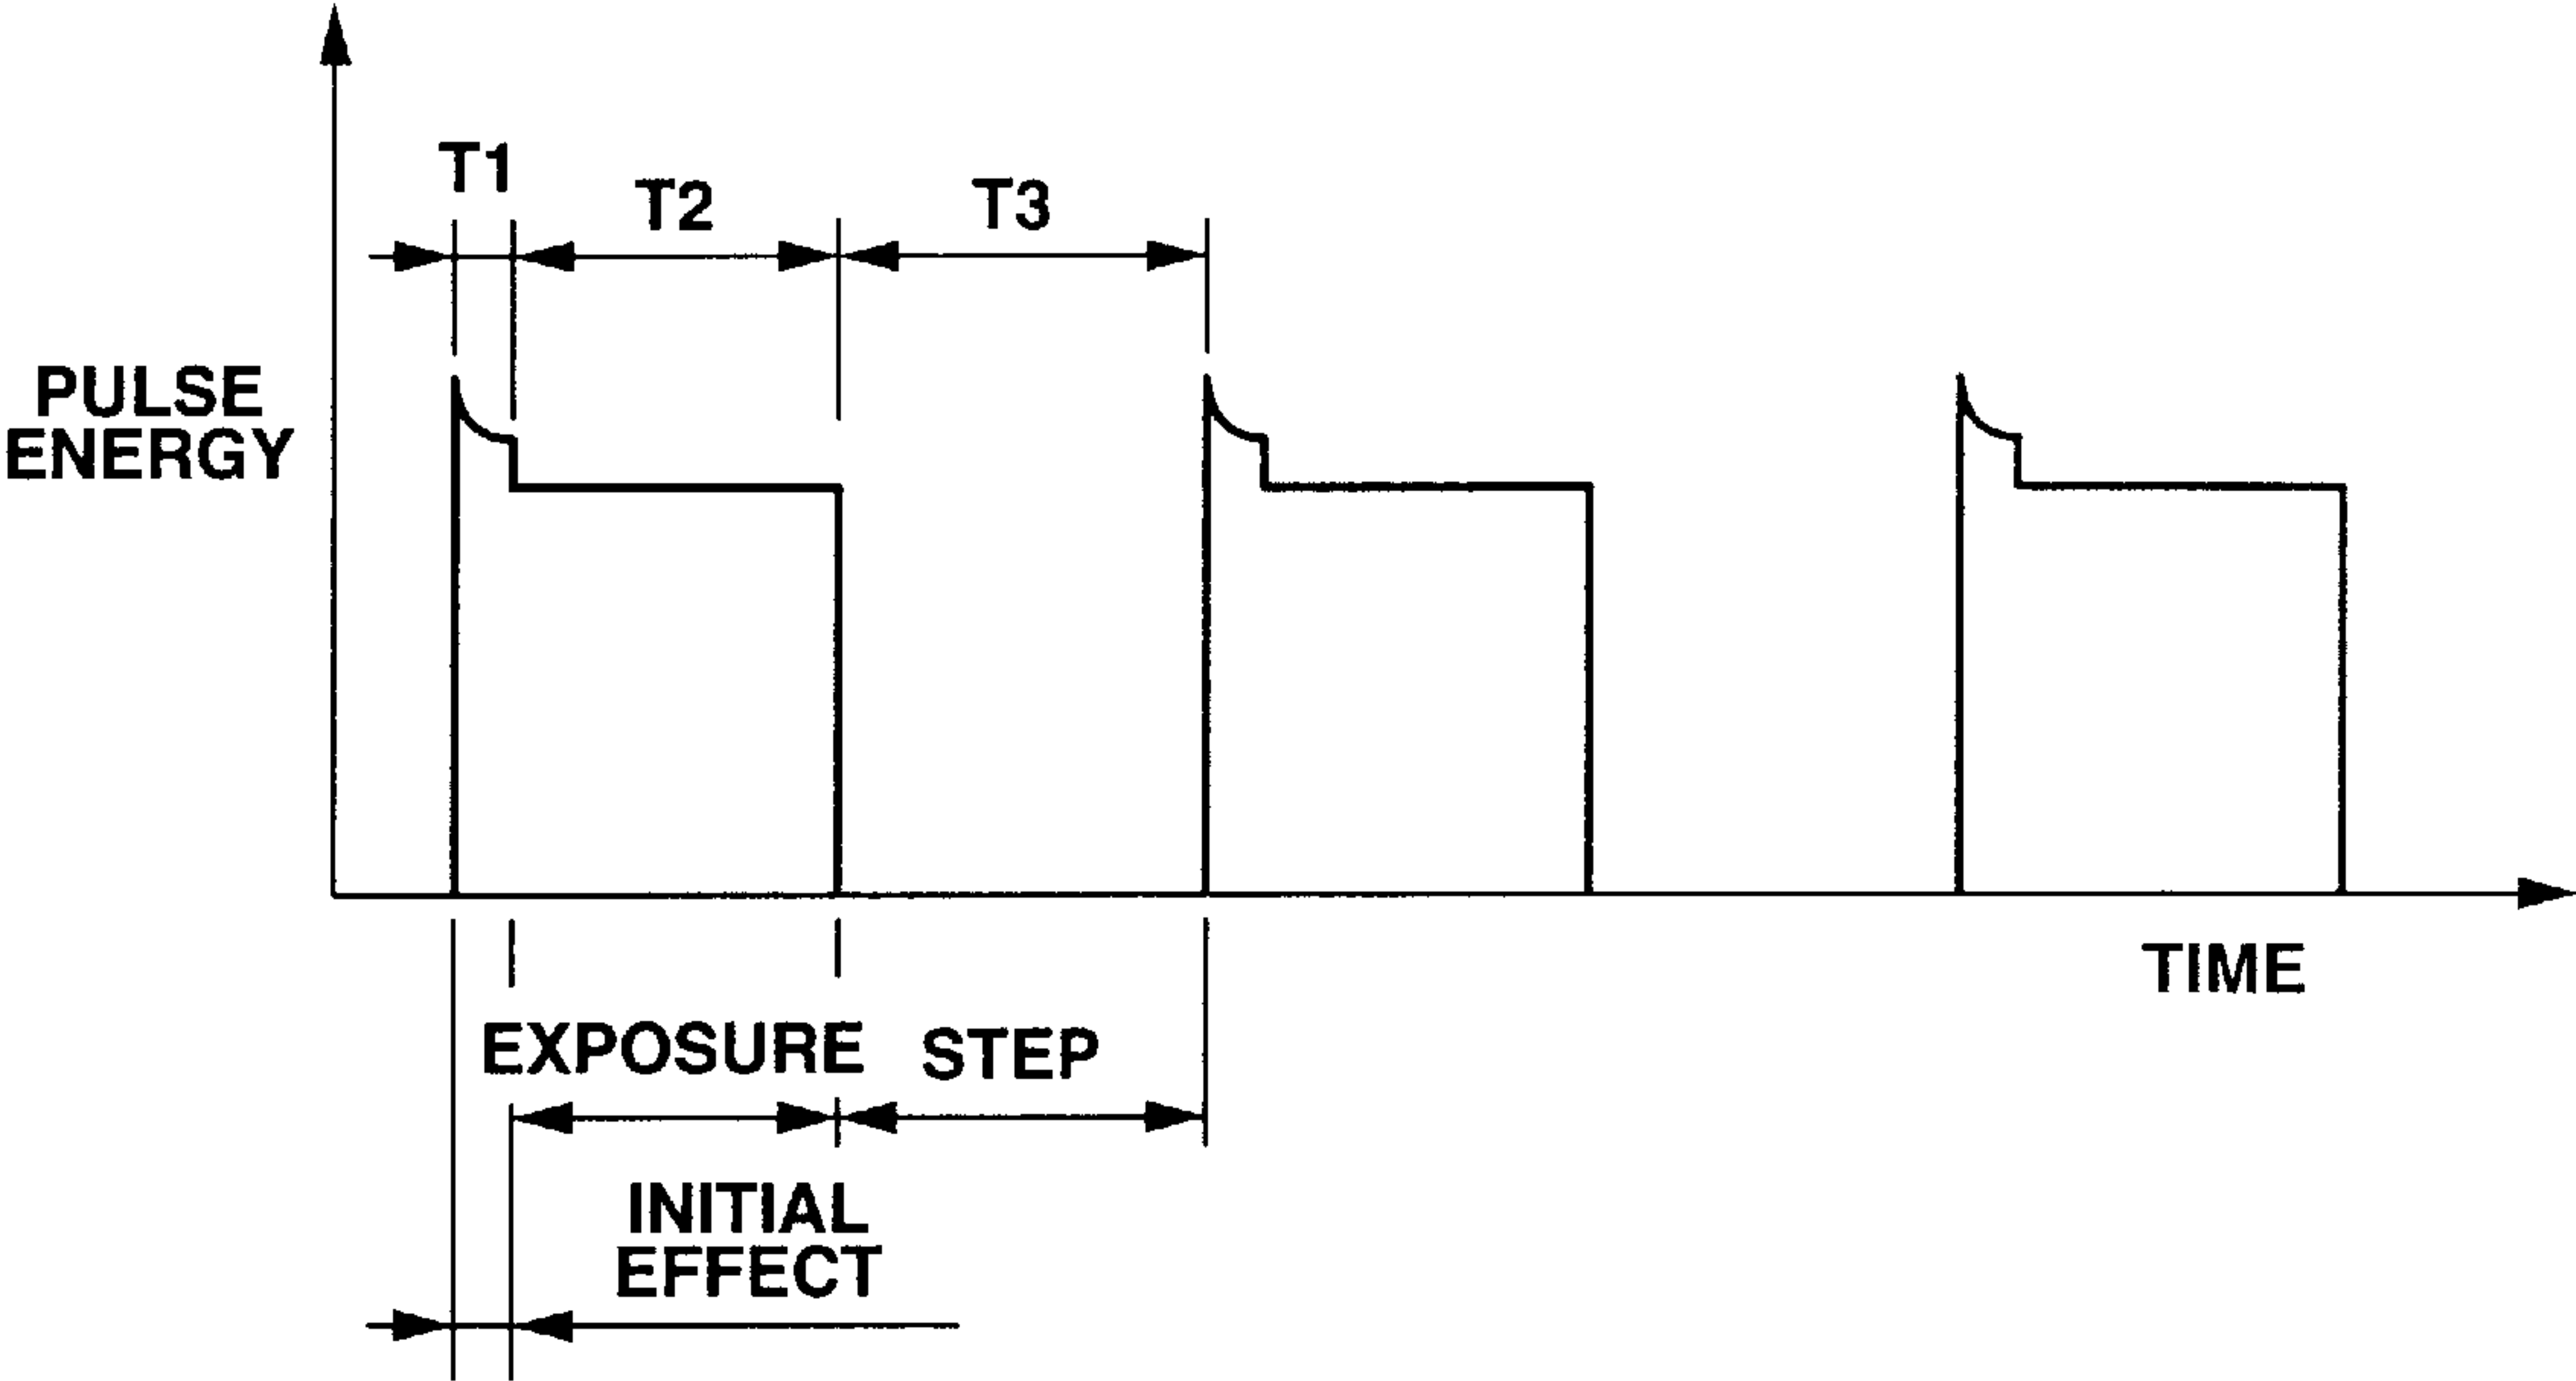 T1
T2
T3
PULSE
ENERGY
TIME
EXPOSURE
STEP
INITIAL
EFFECT